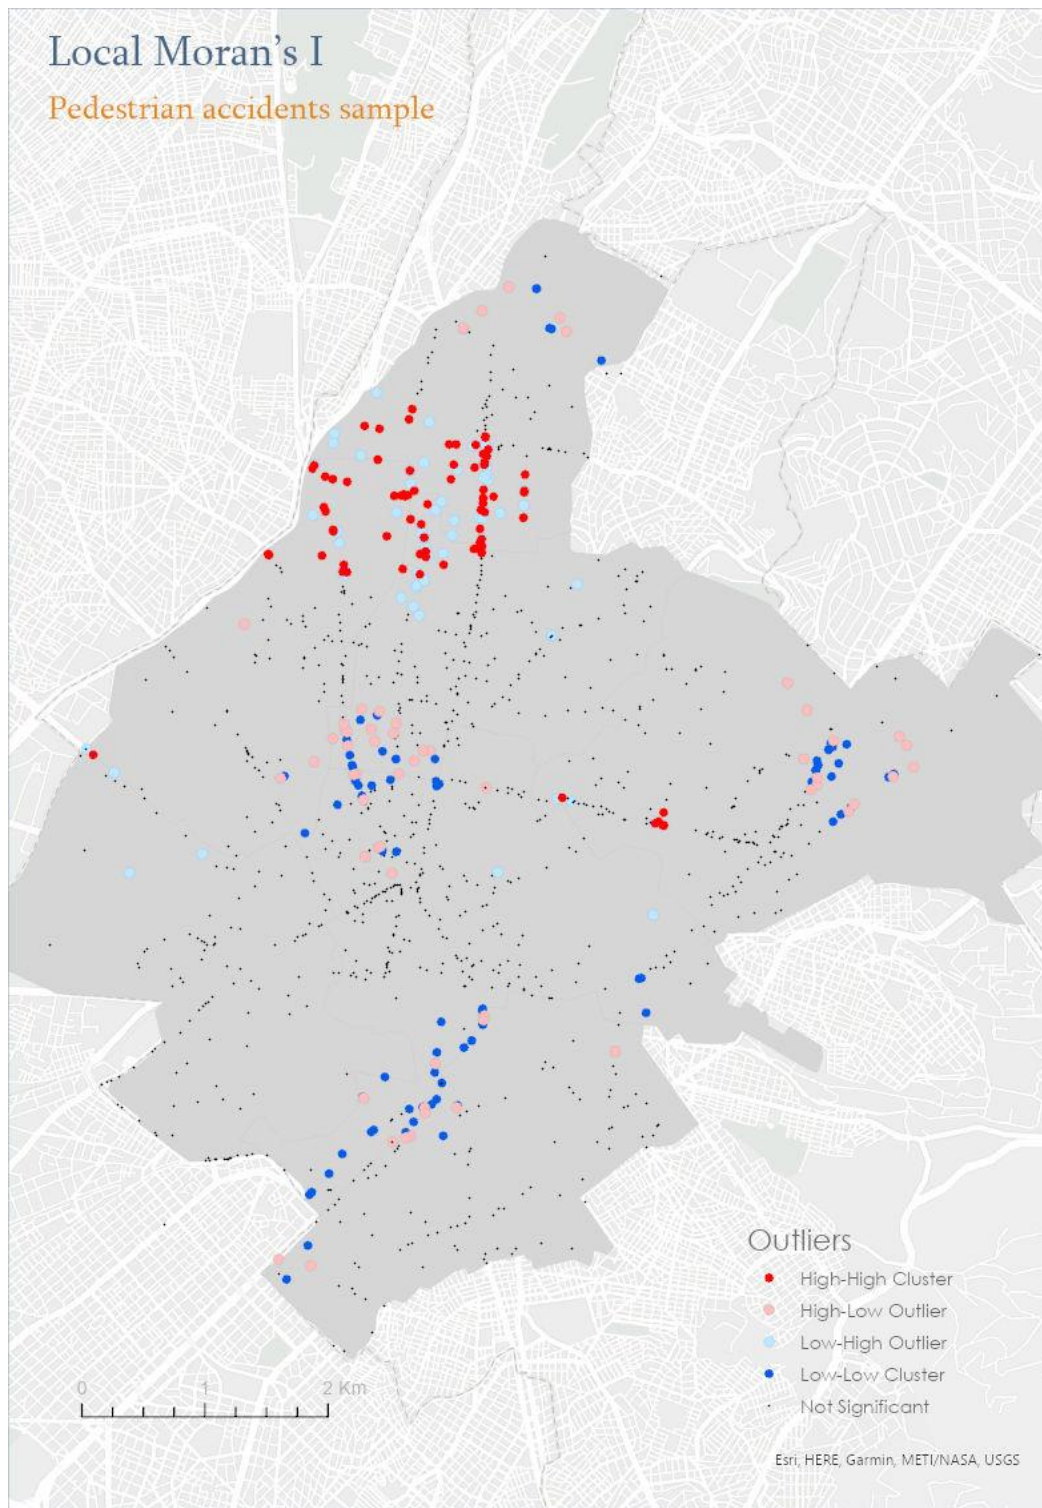 Local Moran's I
Pedestrian accidents sample
Outliers
High-High Cluster
High-Low Outlier
Low-High Outlier
Low-Low Cluster
Not Significant
0 1 2 Km
Esri, HERE, Garmin, METI/NASA, USGS